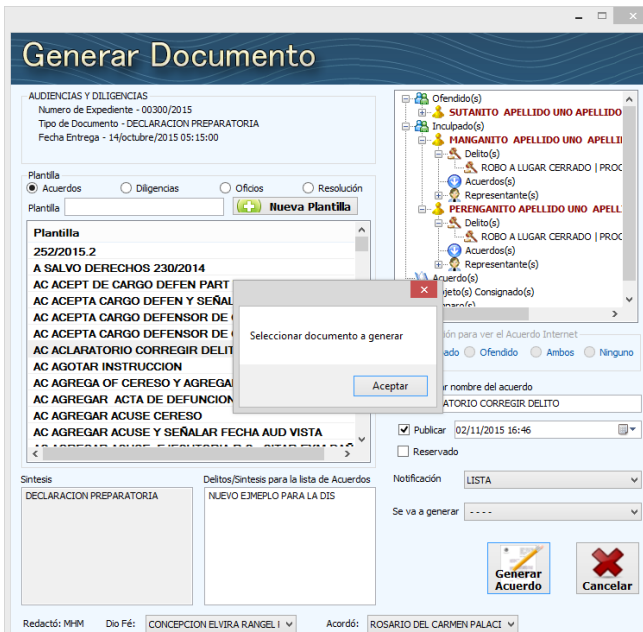 Generar Documento
AUDIENCIAS Y DILIGENCIAS
Numero de Expediente - 00300/2015
Tipo de Documento - DECLARACION PREPARATORIA
Fecha Entrega - 14/octubre/2015 05:15:00
Plantilla
Acuerdos Diligencias Oficios Resolución
Plantilla Nueva Plantilla
Plantilla
252/2015.2
A SALVO DERECHOS 230/2014
AC ACEPT DE CARGO DEFEN PART
AC ACEPTA CARGO DEFEN Y SEÑAL
AC ACEPTA CARGO DEFENSOR DE
AC ACEPTA CARGO DEFENSOR DE
AC ACLARATORIO CORREGIR DELIT
AC AGOTAR INSTRUCCION
AC AGREGA OF CERESO Y AGREGA
AC AGREGAR ACTA DE DEFUNCION
AC AGREGAR ACUSE CERESO
AC AGREGAR ACUSE Y SEÑALAR FECHA AUD VISTA
Ofendido(s)
SUTANITO APELLIDO UNO APELLIDO
Inculpado(s)
MANGANITO APELLIDO UNO APELLI
Delito(s)
ROBO A LUGAR CERRADO | PROC
Acuerdos(s)
Representante(s)
PERENGANITO APELLIDO UNO APELL
Delito(s)
ROBO A LUGAR CERRADO | PROC
Acuerdos(s)
Representante(s)
Acuerdo(s)
jeto(s) Consignado(s)
Seleccionar documento a generar
Aceptar
ión para ver el Acuerdo Internet
ado Ofendido Ambos Ninguno
r nombre del acuerdo
ATORIO CORREGIR DELITO
Publicar 02/11/2015 16:46
Reservado
Notificación LISTA
Se va a generar - - - -
Sintesis
DECLARACION PREPARATORIA
Delitos/Sintesis para la lista de Acuerdos
NUEVO EJMEPLO PARA LA DIS
Generar
Acuerdo
Cancelar
Redactó: MHM Dio Fé: CONCEPCION ELVIRA RANGEL Acordó: ROSARIO DEL CARMEN PALACI